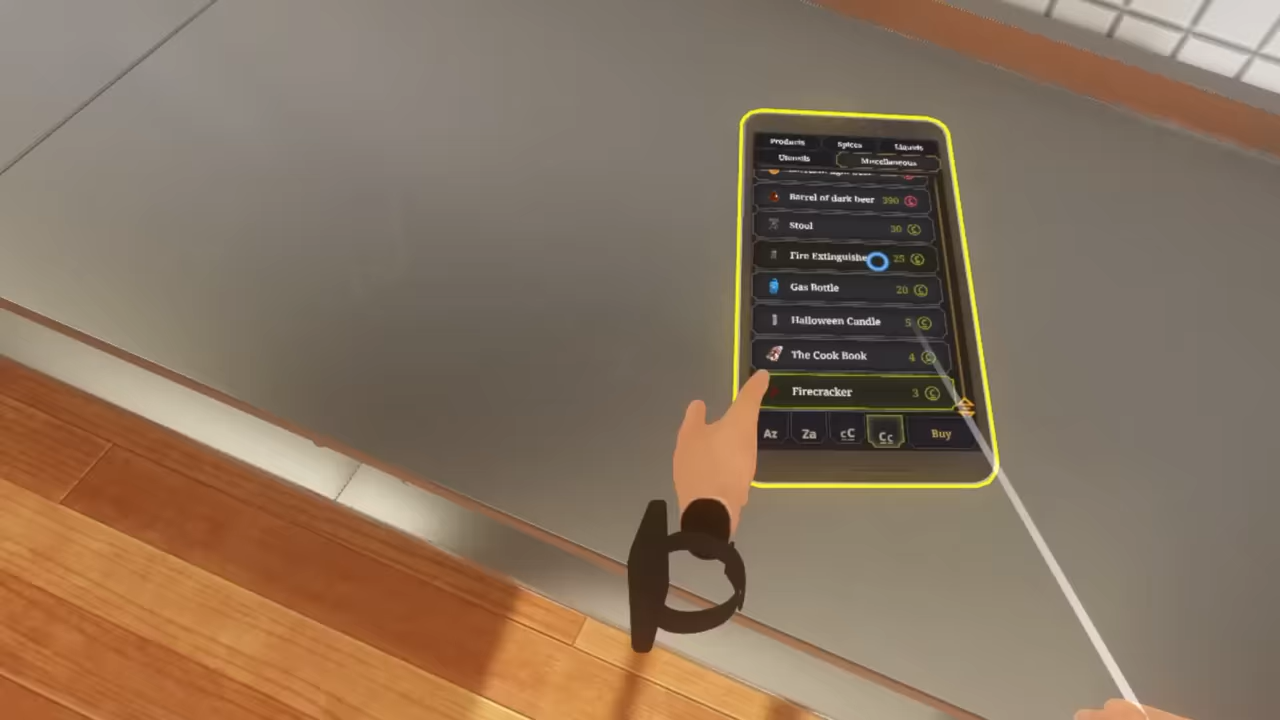 Products Spices Liquids
Utensils Miscellaneous
Barrel of dark beer 390
Stool 30
Fire Extinguishe 25
Gas Bottle 20
Halloween Candle 5
The Cook Book 4
Firecracker 3
Az Za cC Cc Buy